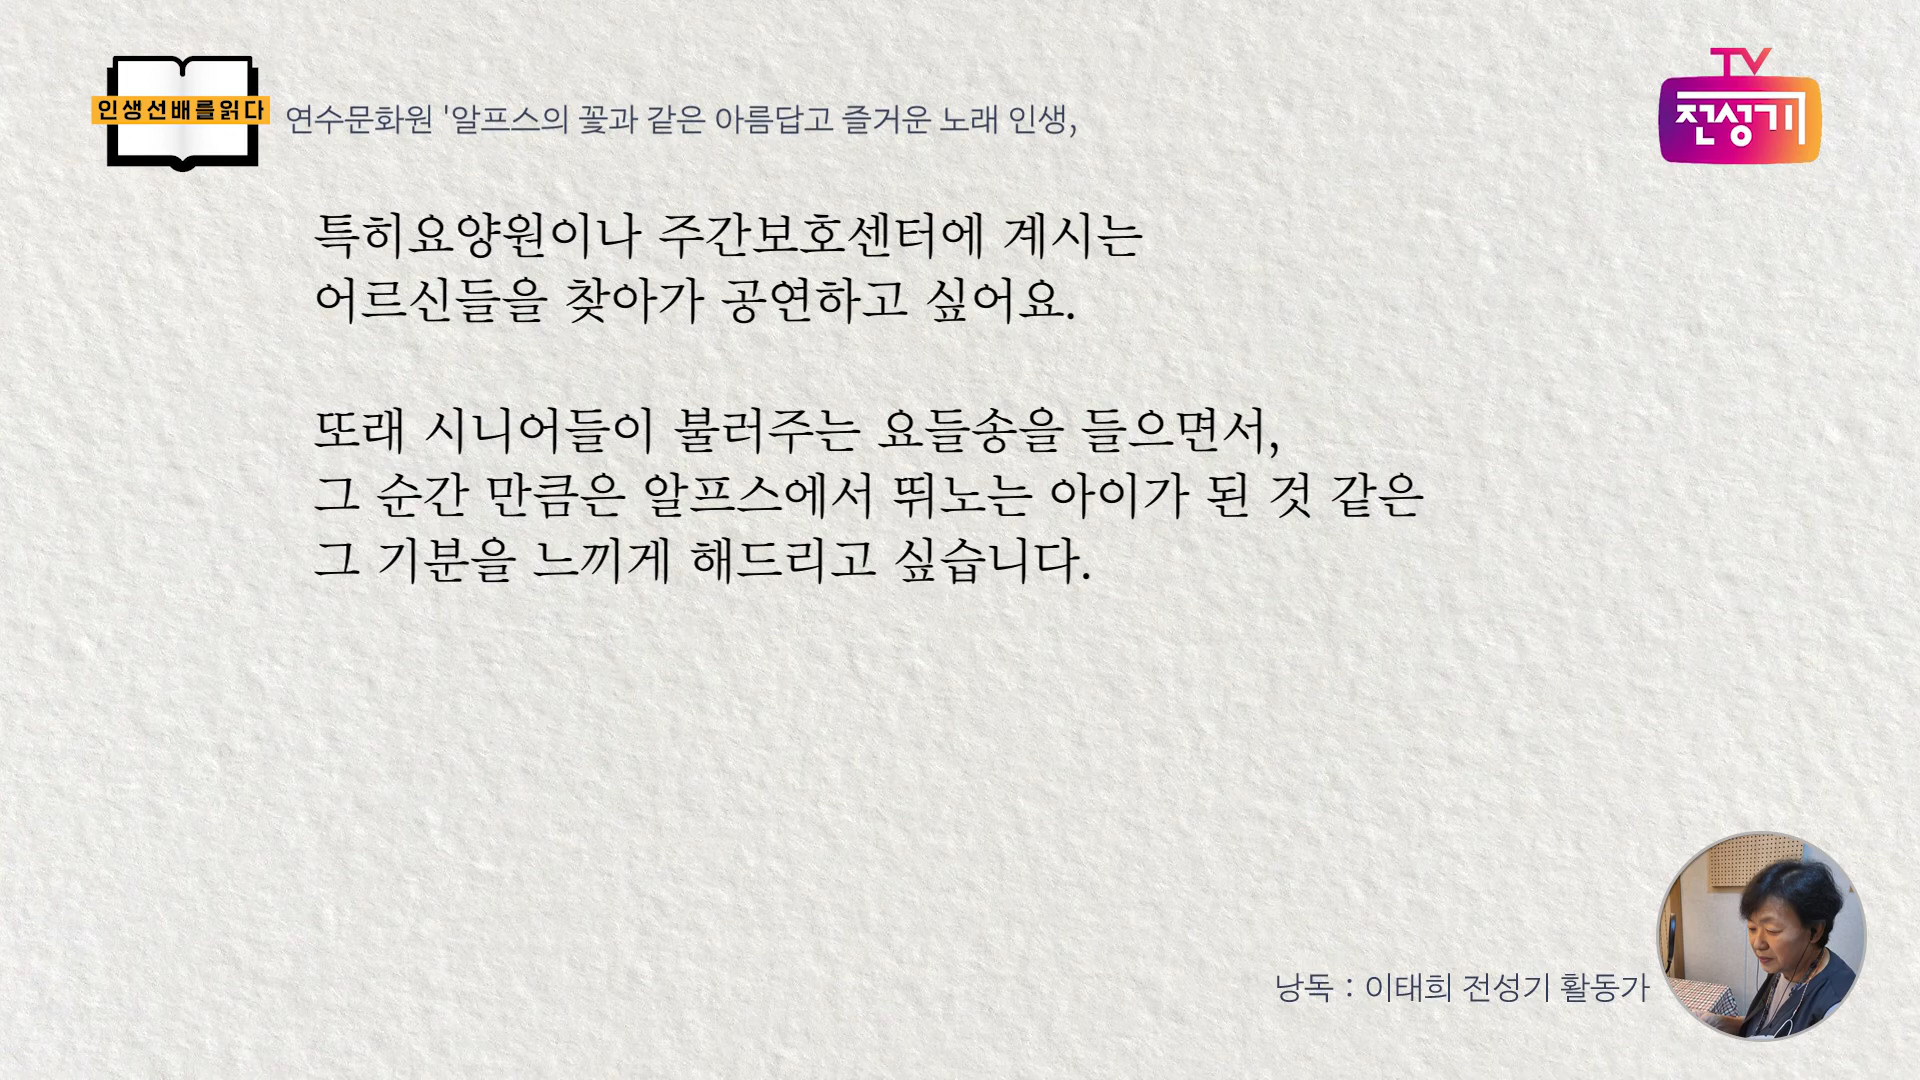 인생선배를읽다
연수문화원 '알프스의 꽃과 같은 아름답고 즐거운 노래 인생,
TV
전성기
특히요양원이나 주간보호센터에 계시는
어르신들을 찾아가 공연하고 싶어요.
또래 시니어들이 불러주는 요들송을 들으면서,
그 순간 만큼은 알프스에서 뛰노는 아이가 된 것 같은
그 기분을 느끼게 해드리고 싶습니다.
낭독 : 이태희 전성기 활동가